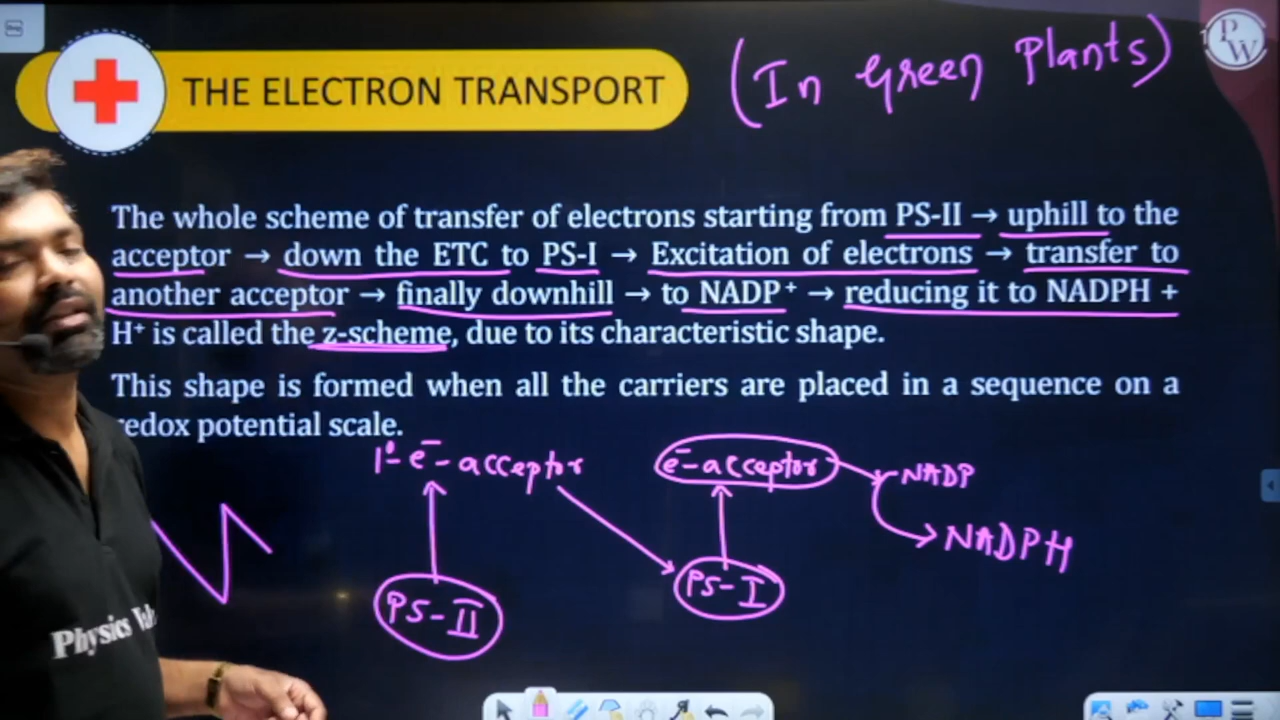 (In Green Plants)
P
W
THE ELECTRON TRANSPORT
The whole scheme of transfer of electrons starting from PS-II → uphill to the
acceptor → down the ETC to PS-I → Excitation of electrons → transfer to
another acceptor → finally downhill → to NADP⁺ → reducing it to NADPH +
H⁺ is called the z-scheme, due to its characteristic shape.
This shape is formed when all the carriers are placed in a sequence on a
redox potential scale.
1° e⁻-acceptor
e⁻-acceptor
NADP
NADPH
PS-II
PS-I
Physics